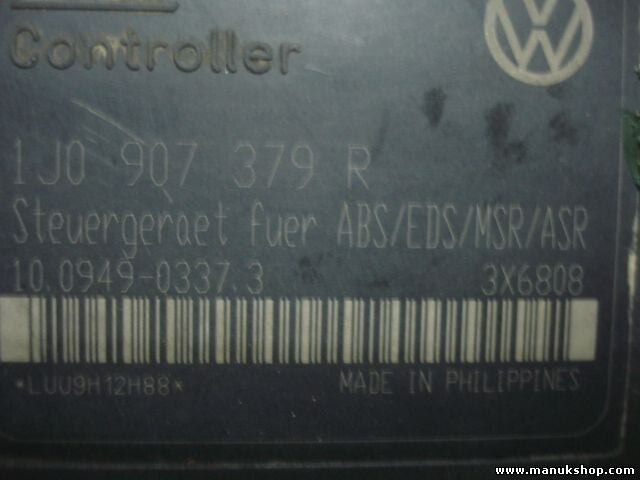 Controller
1J0 907 379 R
Steuergeraet fuer ABS/EDS/MSR/ASR
10.0949-0337.3 3X6808
*LUU9H12H88* MADE IN PHILIPPINES
www.manukshop.com